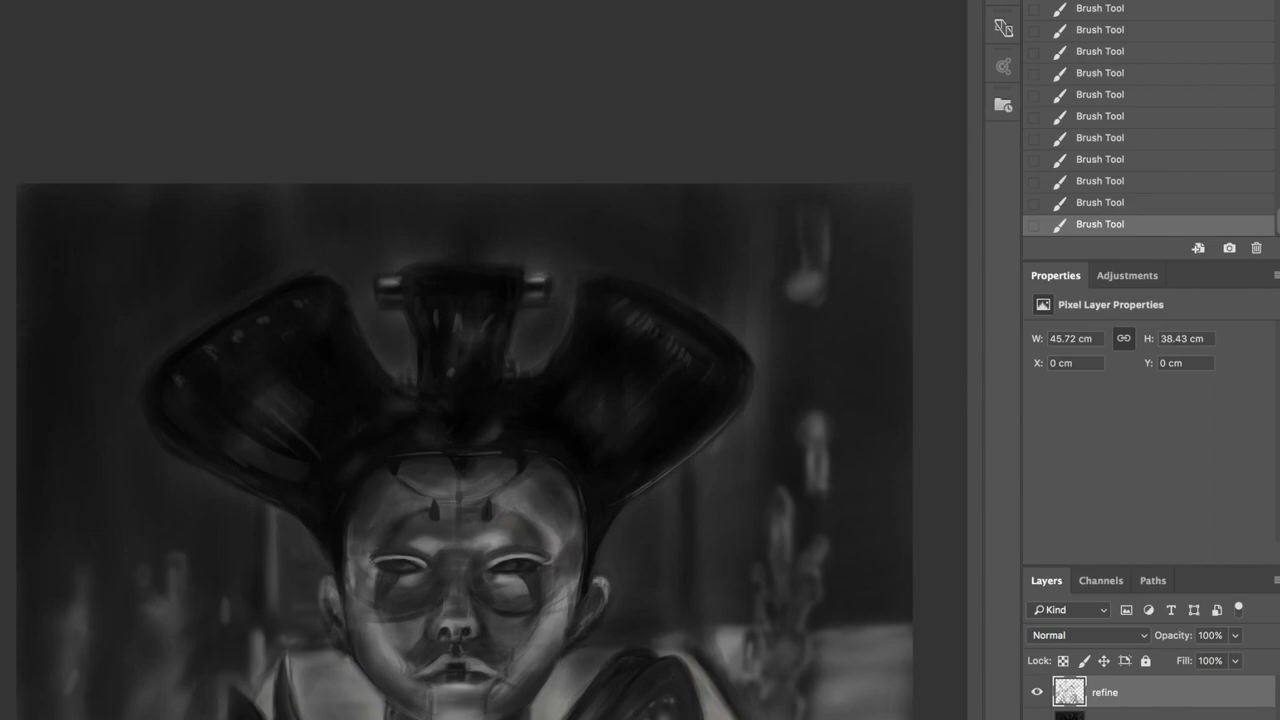 Brush Tool
Brush Tool
Brush Tool
Brush Tool
Brush Tool
Brush Tool
Brush Tool
Brush Tool
Brush Tool
Brush Tool
Brush Tool
Properties Adjustments
Pixel Layer Properties
W: 45.72 cm H: 38.43 cm
X: 0 cm Y: 0 cm
Layers Channels Paths
Kind
Normal Opacity: 100%
Lock: Fill: 100%
refine